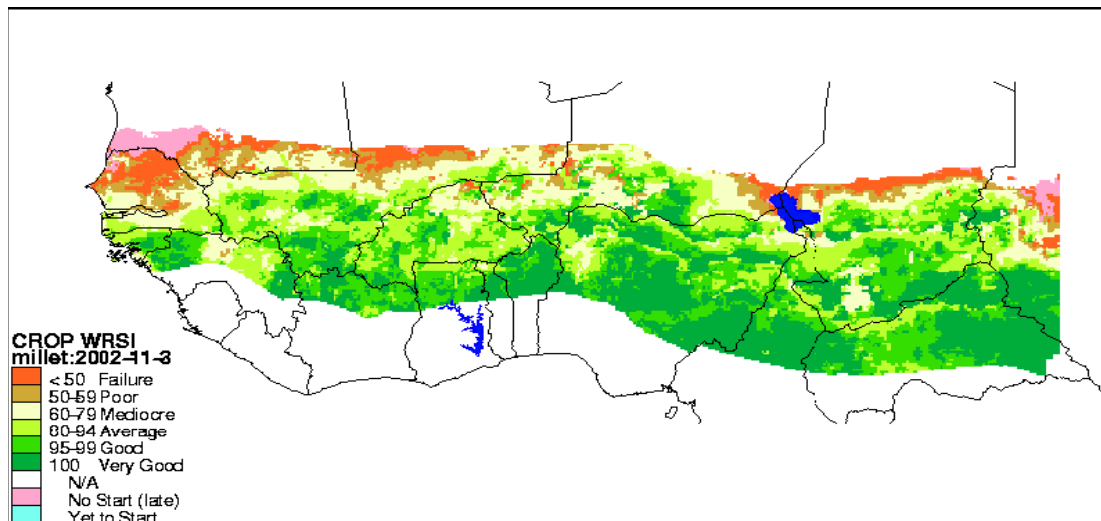 CROP WRSI
millet:2002-11-3
<50 Failure
50-59 Poor
60-79 Mediocre
80-94 Average
95-99 Good
100 Very Good
N/A
No Start (late)
Yet to Start